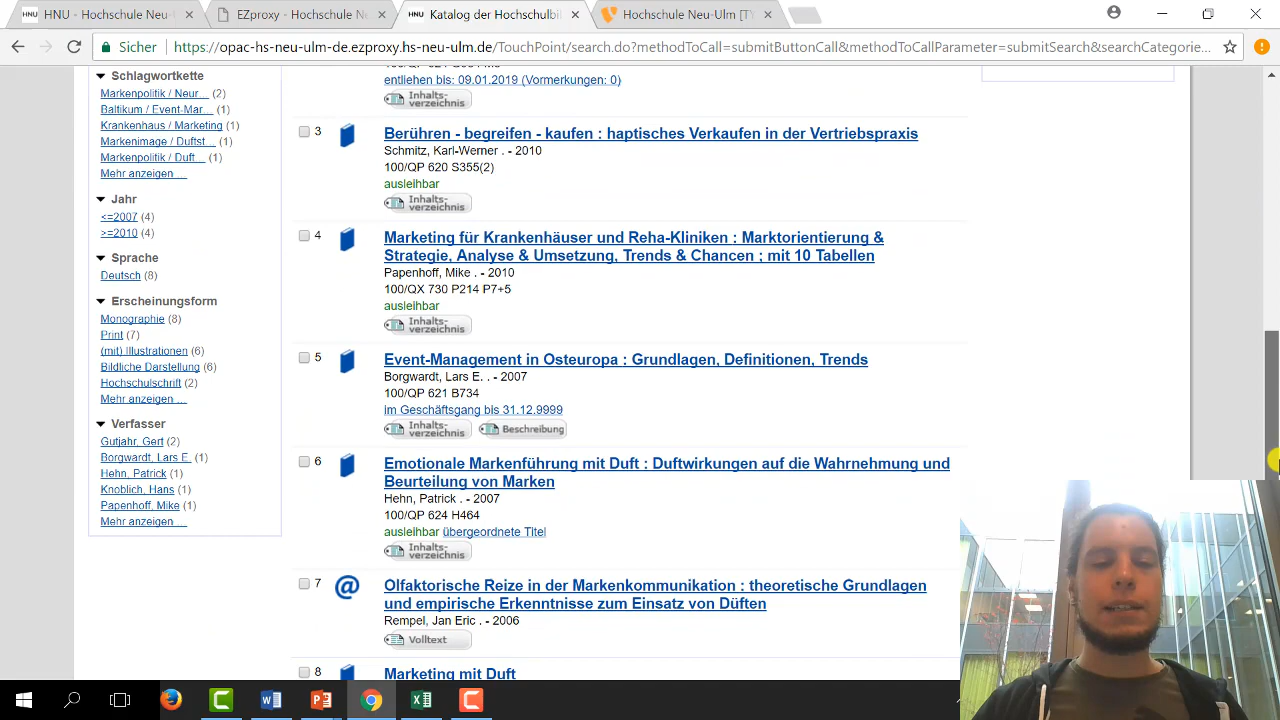 HNU - Hochschule Neu-U
EZproxy - Hochschule Ne
Katalog der Hochschulbi
Hochschule Neu-Ulm [TY
Sicher
https://opac-hs-neu-ulm-de.ezproxy.hs-neu-ulm.de/TouchPoint/search.do?methodToCall=submitButtonCall&methodToCallParameter=submitSearch&searchCategorie...
Schlagwortkette
Markenpolitik / Neur... (2)
Baltikum / Event-Mar... (1)
Krankenhaus / Marketing (1)
Markenimage / Duftst... (1)
Markenpolitik / Duft... (1)
Mehr anzeigen ...
Jahr
<=2007 (4)
>=2010 (4)
Sprache
Deutsch (8)
Erscheinungsform
Monographie (8)
Print (7)
(mit) Illustrationen (6)
Bildliche Darstellung (6)
Hochschulschrift (2)
Mehr anzeigen ...
Verfasser
Gutjahr, Gert (2)
Borgwardt, Lars E. (1)
Hehn, Patrick (1)
Knoblich, Hans (1)
Papenhoff, Mike (1)
Mehr anzeigen ...
entliehen bis: 09.01.2019 (Vormerkungen: 0)
Inhalts-
verzeichnis
3 Berühren - begreifen - kaufen : haptisches Verkaufen in der Vertriebspraxis
Schmitz, Karl-Werner . - 2010
100/QP 620 S355(2)
ausleihbar
Inhalts-
verzeichnis
4 Marketing für Krankenhäuser und Reha-Kliniken : Marktorientierung &
Strategie, Analyse & Umsetzung, Trends & Chancen ; mit 10 Tabellen
Papenhoff, Mike . - 2010
100/QX 730 P214 P7+5
ausleihbar
Inhalts-
verzeichnis
5 Event-Management in Osteuropa : Grundlagen, Definitionen, Trends
Borgwardt, Lars E. . - 2007
100/QP 621 B734
im Geschäftsgang bis 31.12.9999
Inhalts-
verzeichnis
Beschreibung
6 Emotionale Markenführung mit Duft : Duftwirkungen auf die Wahrnehmung und
Beurteilung von Marken
Hehn, Patrick . - 2007
100/QP 624 H464
ausleihbar übergeordnete Titel
Inhalts-
verzeichnis
7 Olfaktorische Reize in der Markenkommunikation : theoretische Grundlagen
und empirische Erkenntnisse zum Einsatz von Düften
Rempel, Jan Eric . - 2006
Volltext
8 Marketing mit Duft